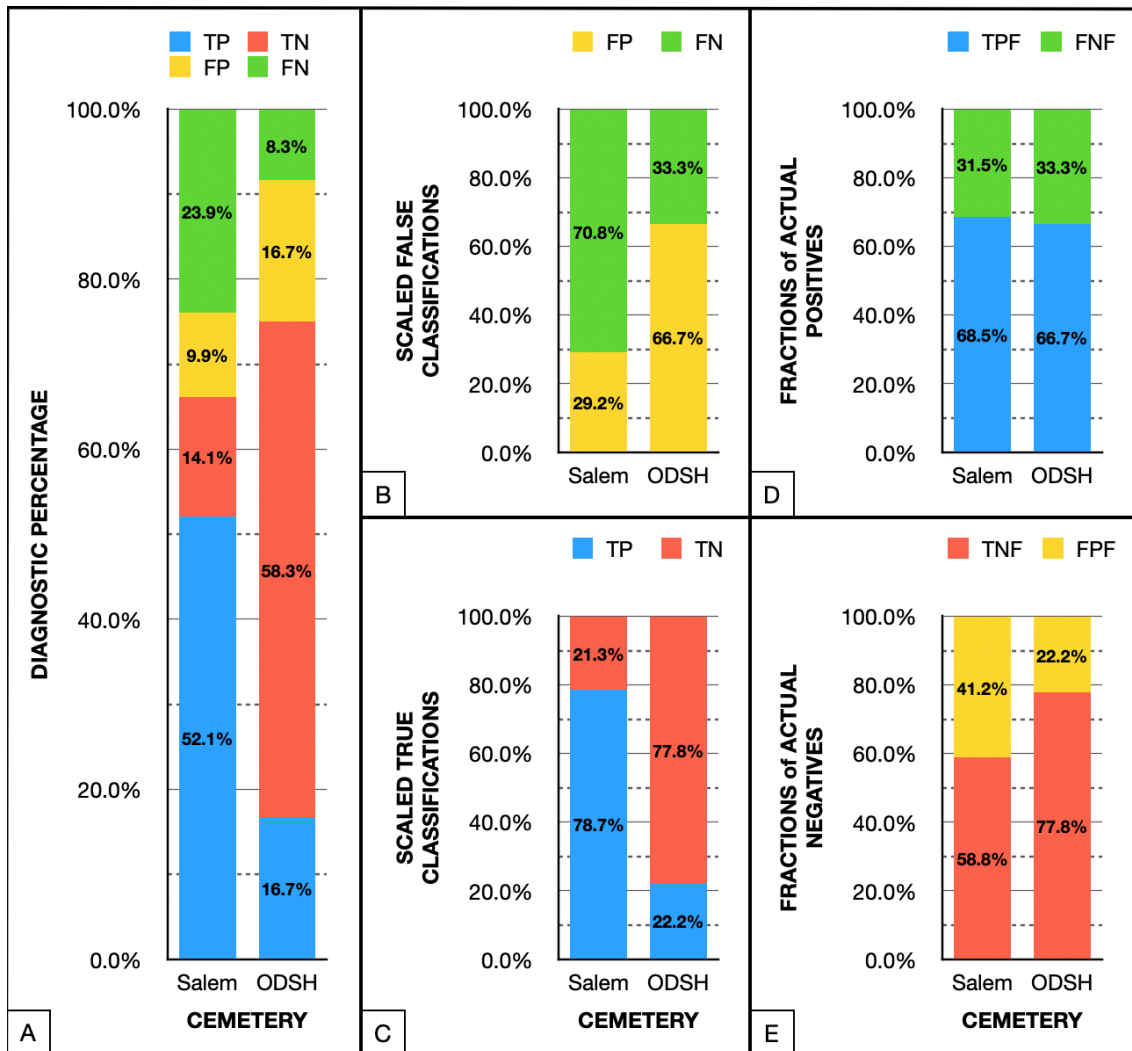 TP TN
FP FN
100.0%
80.0%
60.0%
40.0%
20.0%
0.0%
DIAGNOSTIC PERCENTAGE
23.9%
9.9%
14.1%
52.1%
8.3%
16.7%
58.3%
16.7%
Salem ODSH
CEMETERY
A
FP FN
100.0%
80.0%
60.0%
40.0%
20.0%
0.0%
SCALED FALSE
CLASSIFICATIONS
70.8%
29.2%
33.3%
66.7%
Salem ODSH
B
TP TN
100.0%
80.0%
60.0%
40.0%
20.0%
0.0%
SCALED TRUE
CLASSIFICATIONS
21.3%
78.7%
77.8%
22.2%
Salem ODSH
CEMETERY
C
TPF FNF
100.0%
80.0%
60.0%
40.0%
20.0%
0.0%
FRACTIONS of ACTUAL
POSITIVES
31.5%
68.5%
33.3%
66.7%
Salem ODSH
D
TNF FPF
100.0%
80.0%
60.0%
40.0%
20.0%
0.0%
FRACTIONS of ACTUAL
NEGATIVES
41.2%
58.8%
22.2%
77.8%
Salem ODSH
CEMETERY
E